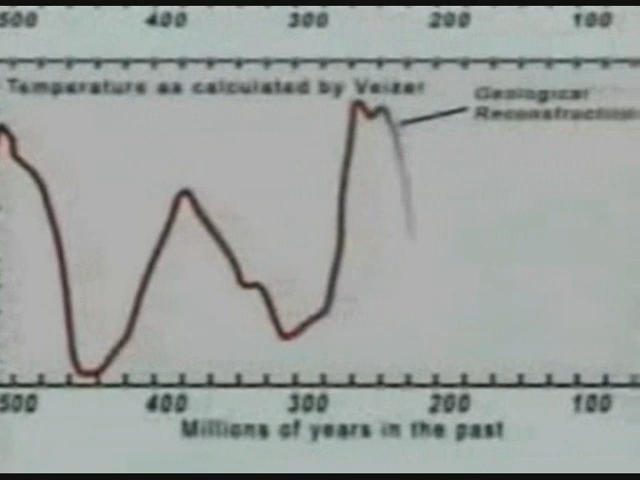 500 400 300 200 100
Temperature as calculated by Veizer
Geological
Reconstruction
500 400 300 200 100
Millions of years in the past